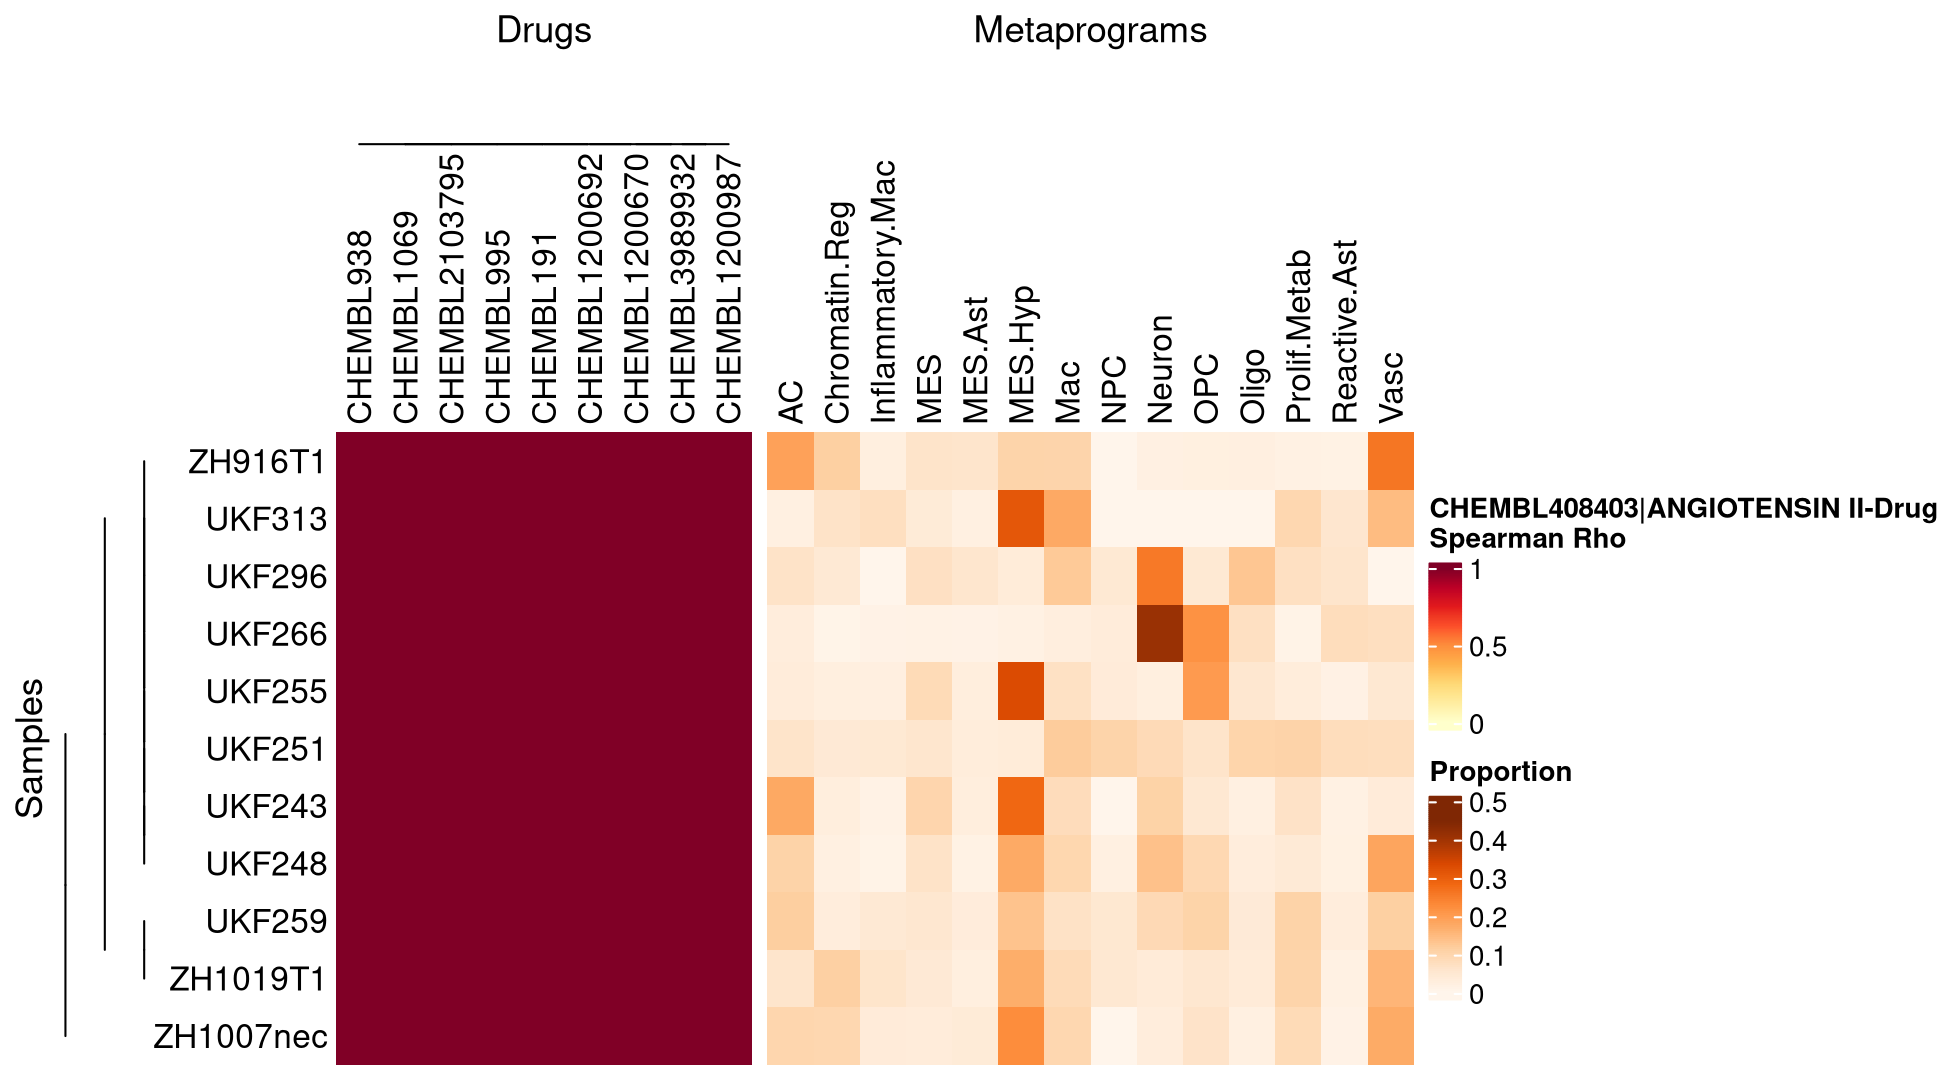 Drugs
Metaprograms
CHEMBL938
CHEMBL1069
CHEMBL2103795
CHEMBL995
CHEMBL191
CHEMBL1200692
CHEMBL1200670
CHEMBL3989932
CHEMBL1200987
AC
Chromatin.Reg
Inflammatory.Mac
MES
MES.Ast
MES.Hyp
Mac
NPC
Neuron
OPC
Oligo
Prolif.Metab
Reactive.Ast
Vasc
Samples
ZH916T1
UKF313
UKF296
UKF266
UKF255
UKF251
UKF243
UKF248
UKF259
ZH1019T1
ZH1007nec
CHEMBL408403|ANGIOTENSIN II-Drug
Spearman Rho
1
0.5
0
Proportion
0.5
0.4
0.3
0.2
0.1
0